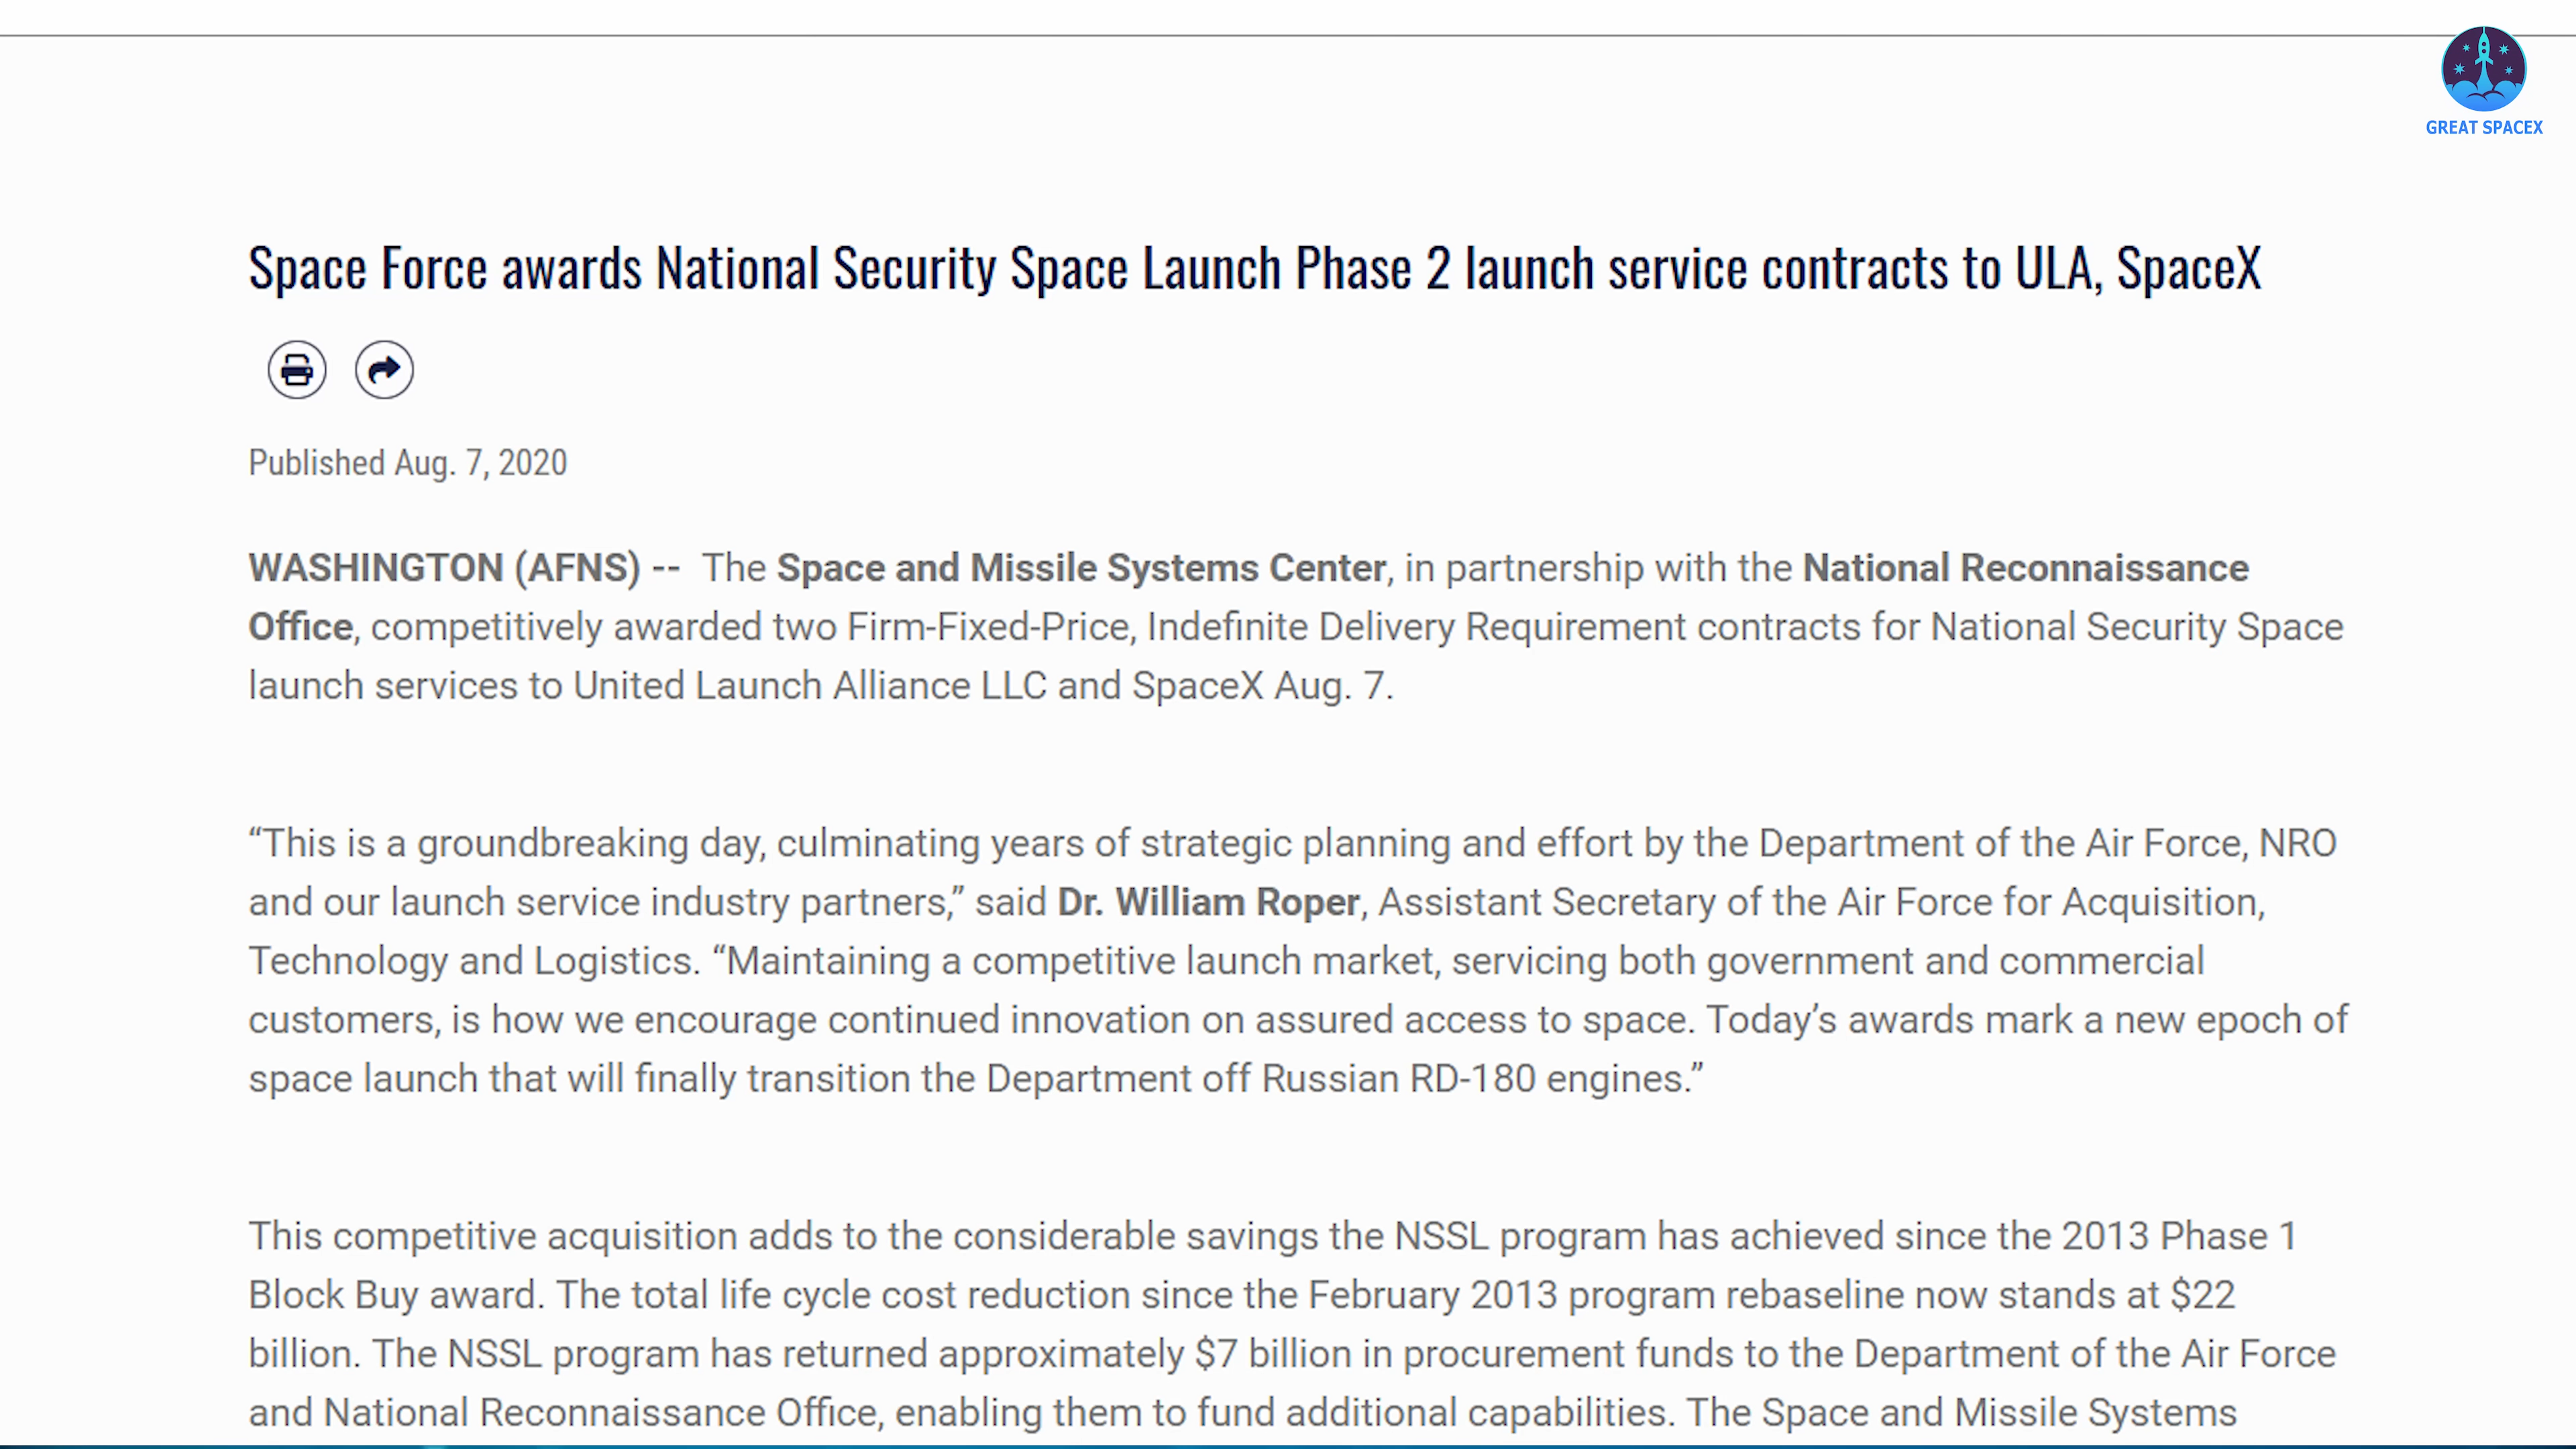 GREAT SPACEX
Space Force awards National Security Space Launch Phase 2 launch service contracts to ULA, SpaceX
Published Aug. 7, 2020
WASHINGTON (AFNS) -- The Space and Missile Systems Center, in partnership with the National Reconnaissance
Office, competitively awarded two Firm-Fixed-Price, Indefinite Delivery Requirement contracts for National Security Space
launch services to United Launch Alliance LLC and SpaceX Aug. 7.
“This is a groundbreaking day, culminating years of strategic planning and effort by the Department of the Air Force, NRO
and our launch service industry partners,” said Dr. William Roper, Assistant Secretary of the Air Force for Acquisition,
Technology and Logistics. “Maintaining a competitive launch market, servicing both government and commercial
customers, is how we encourage continued innovation on assured access to space. Today’s awards mark a new epoch of
space launch that will finally transition the Department off Russian RD-180 engines.”
This competitive acquisition adds to the considerable savings the NSSL program has achieved since the 2013 Phase 1
Block Buy award. The total life cycle cost reduction since the February 2013 program rebaseline now stands at $22
billion. The NSSL program has returned approximately $7 billion in procurement funds to the Department of the Air Force
and National Reconnaissance Office, enabling them to fund additional capabilities. The Space and Missile Systems